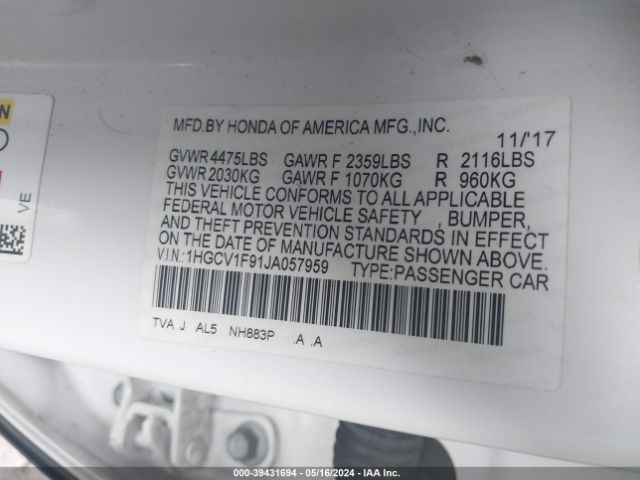 MFD.BY HONDA OF AMERICA MFG.,INC.
11/'17
GVWR 4475LBS GAWR F 2359LBS R 2116LBS
GVWR 2030KG GAWR F 1070KG R 960KG
THIS VEHICLE CONFORMS TO ALL APPLICABLE
FEDERAL MOTOR VEHICLE SAFETY , BUMPER,
AND THEFT PREVENTION STANDARDS IN EFFECT
ON THE DATE OF MANUFACTURE SHOWN ABOVE.
V.I.N.:1HGCV1F91JA057959 TYPE:PASSENGER CAR
TVA J AL5 NH883P .A .A
VE
000-39431694 - 05/16/2024 - IAA Inc.